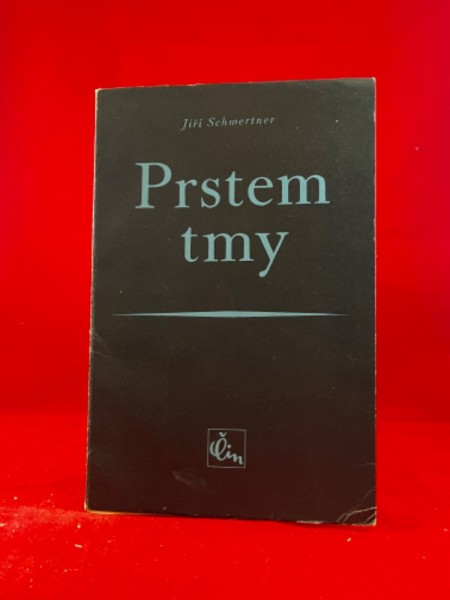 Jiří Schwertner
Prstem
tmy
Čin